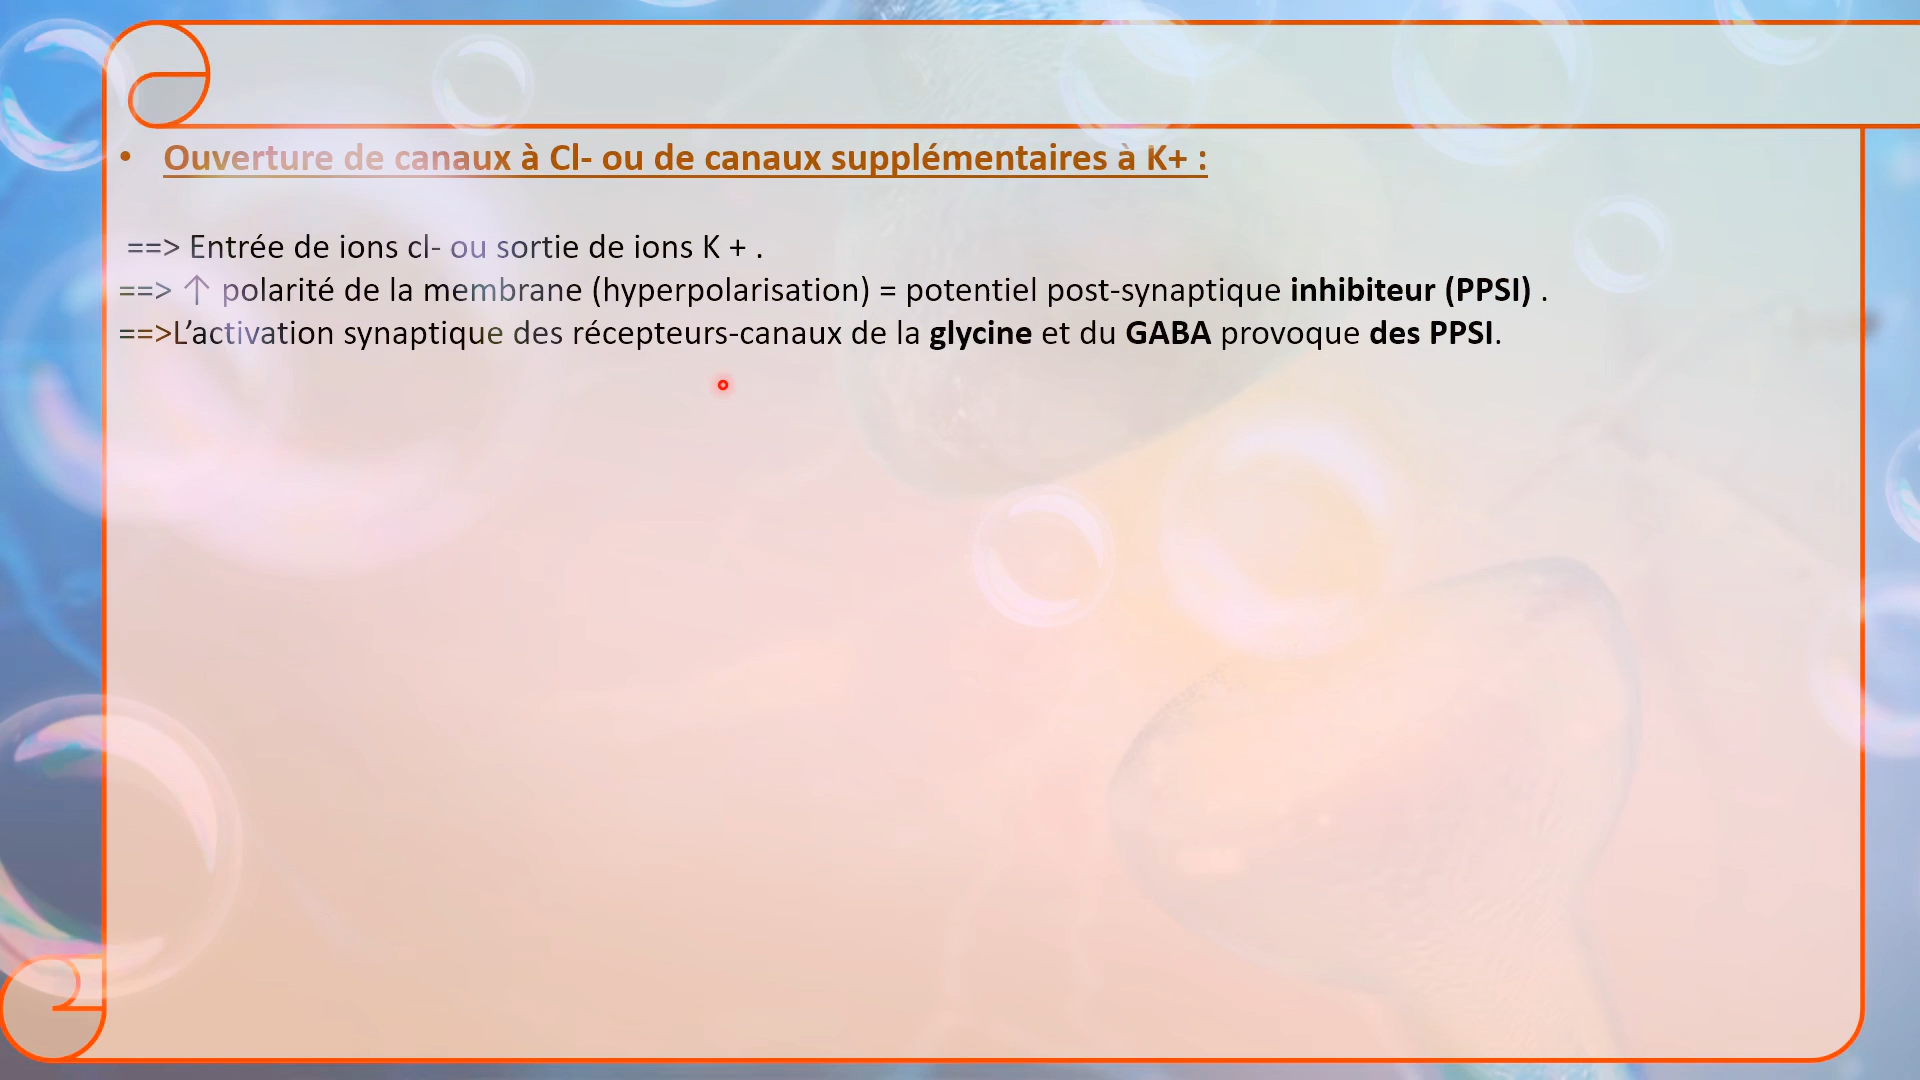 • Ouverture de canaux à Cl- ou de canaux supplémentaires à K+ :
==> Entrée de ions cl- ou sortie de ions K + .
==> ↑ polarité de la membrane (hyperpolarisation) = potentiel post-synaptique inhibiteur (PPSI) .
==>L’activation synaptique des récepteurs-canaux de la glycine et du GABA provoque des PPSI.